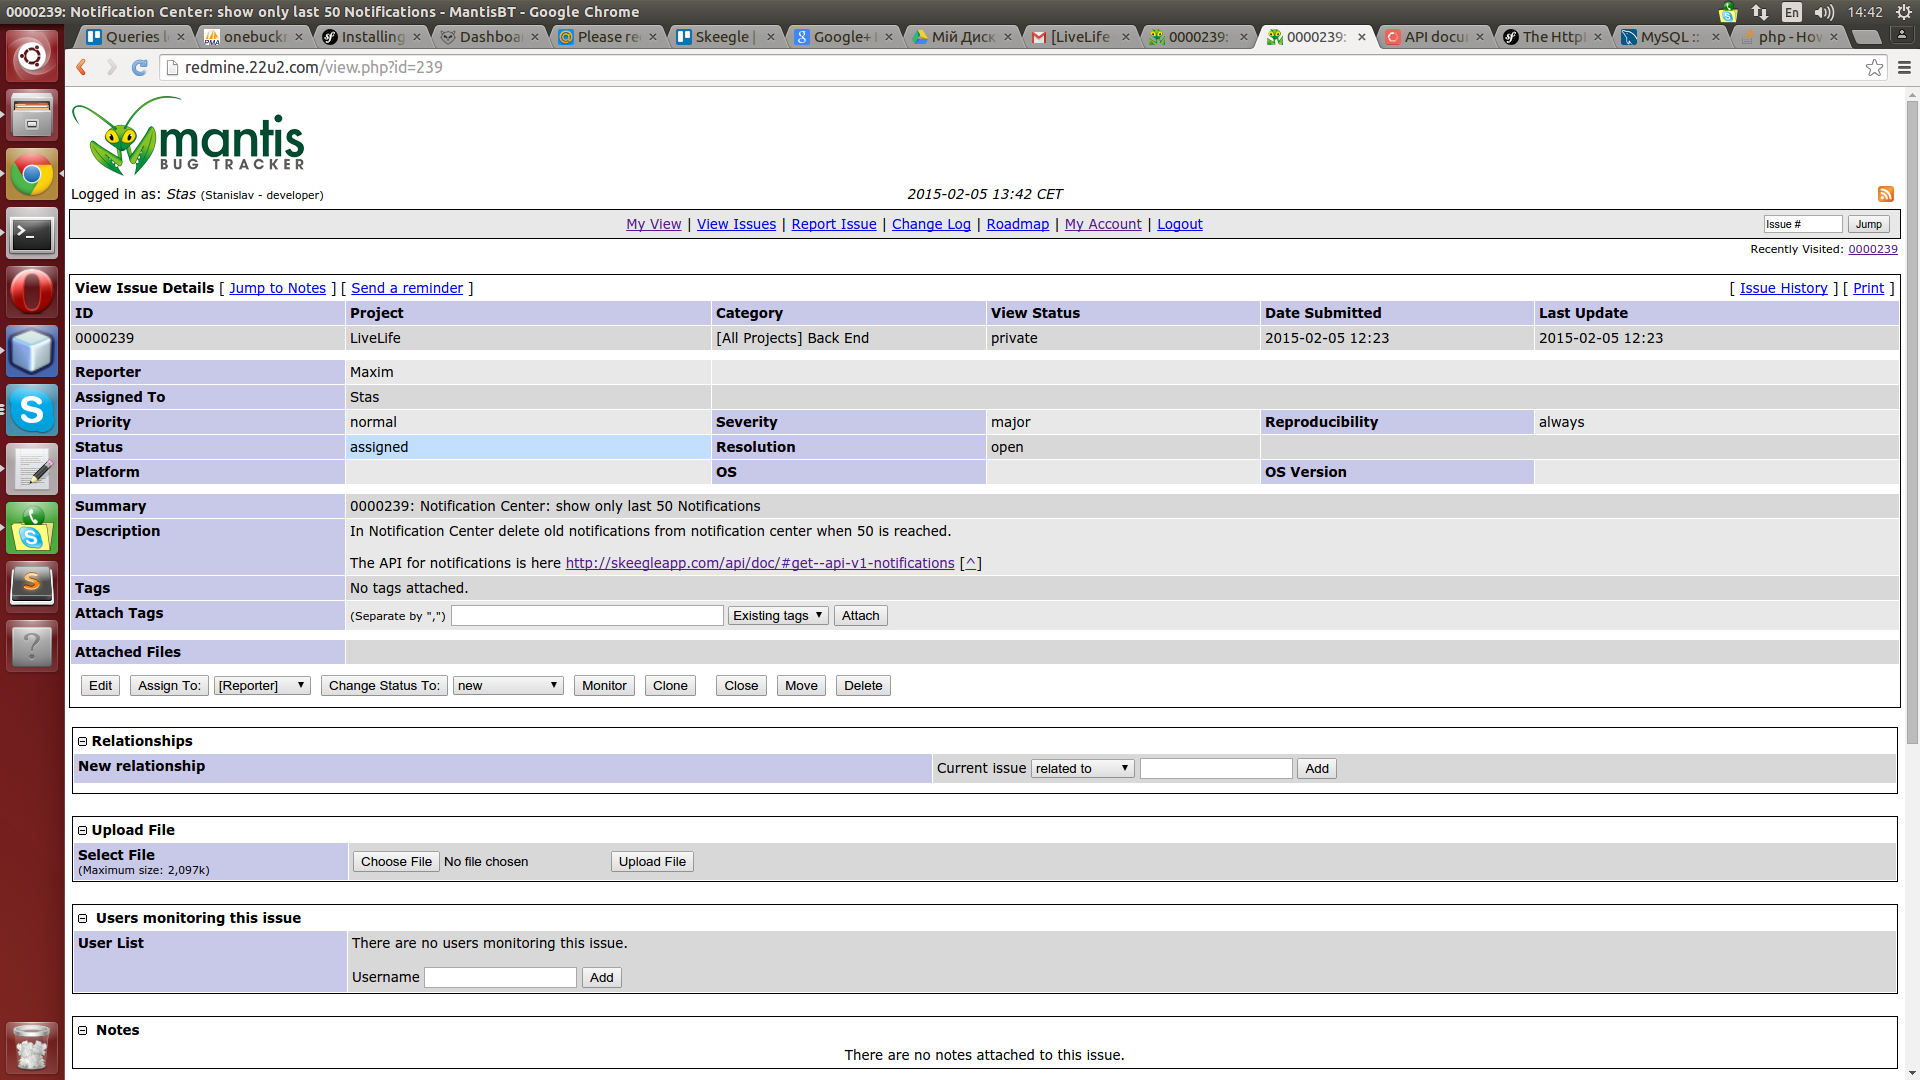 0000239: Notification Center: show only last 50 Notifications - MantisBT - Google Chrome
En 14:42
Queries
onebuckr
Installing
Dashboa
Please re
Skeegle |
Google+
Мій Диск
[LiveLife
0000239:
0000239:
API docu
The Http
MySQL ::
php - Hov
redmine.22u2.com/view.php?id=239
mantis
BUG TRACKER
Logged in as: Stas (Stanislav - developer)
2015-02-05 13:42 CET
My View | View Issues | Report Issue | Change Log | Roadmap | My Account | Logout
Issue # Jump
Recently Visited: 0000239
View Issue Details [ Jump to Notes ] [ Send a reminder ]
[ Issue History ] [ Print ]
ID Project Category View Status Date Submitted Last Update
0000239 LiveLife [All Projects] Back End private 2015-02-05 12:23 2015-02-05 12:23
Reporter Maxim
Assigned To Stas
Priority normal Severity major Reproducibility always
Status assigned Resolution open
Platform OS OS Version
Summary 0000239: Notification Center: show only last 50 Notifications
Description In Notification Center delete old notifications from notification center when 50 is reached.
The API for notifications is here http://skeegleapp.com/api/doc/#get--api-v1-notifications [^]
Tags No tags attached.
Attach Tags (Separate by ",") Existing tags Attach
Attached Files
Edit Assign To: [Reporter] Change Status To: new Monitor Clone Close Move Delete
Relationships
New relationship Current issue related to Add
Upload File
Select File
(Maximum size: 2,097k)
Choose File No file chosen Upload File
Users monitoring this issue
User List There are no users monitoring this issue.
Username Add
Notes
There are no notes attached to this issue.